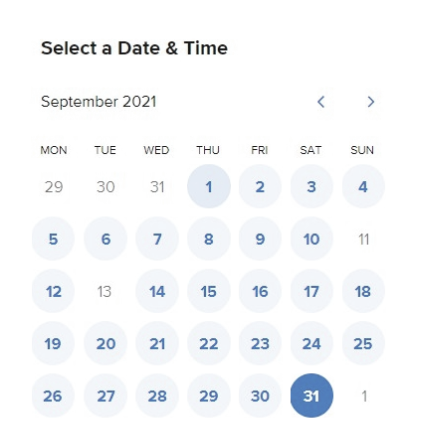 Select a Date & Time
September 2021
MON TUE WED THU FRI SAT SUN
29 30 31 1 2 3 4
5 6 7 8 9 10 11
12 13 14 15 16 17 18
19 20 21 22 23 24 25
26 27 28 29 30 31 1